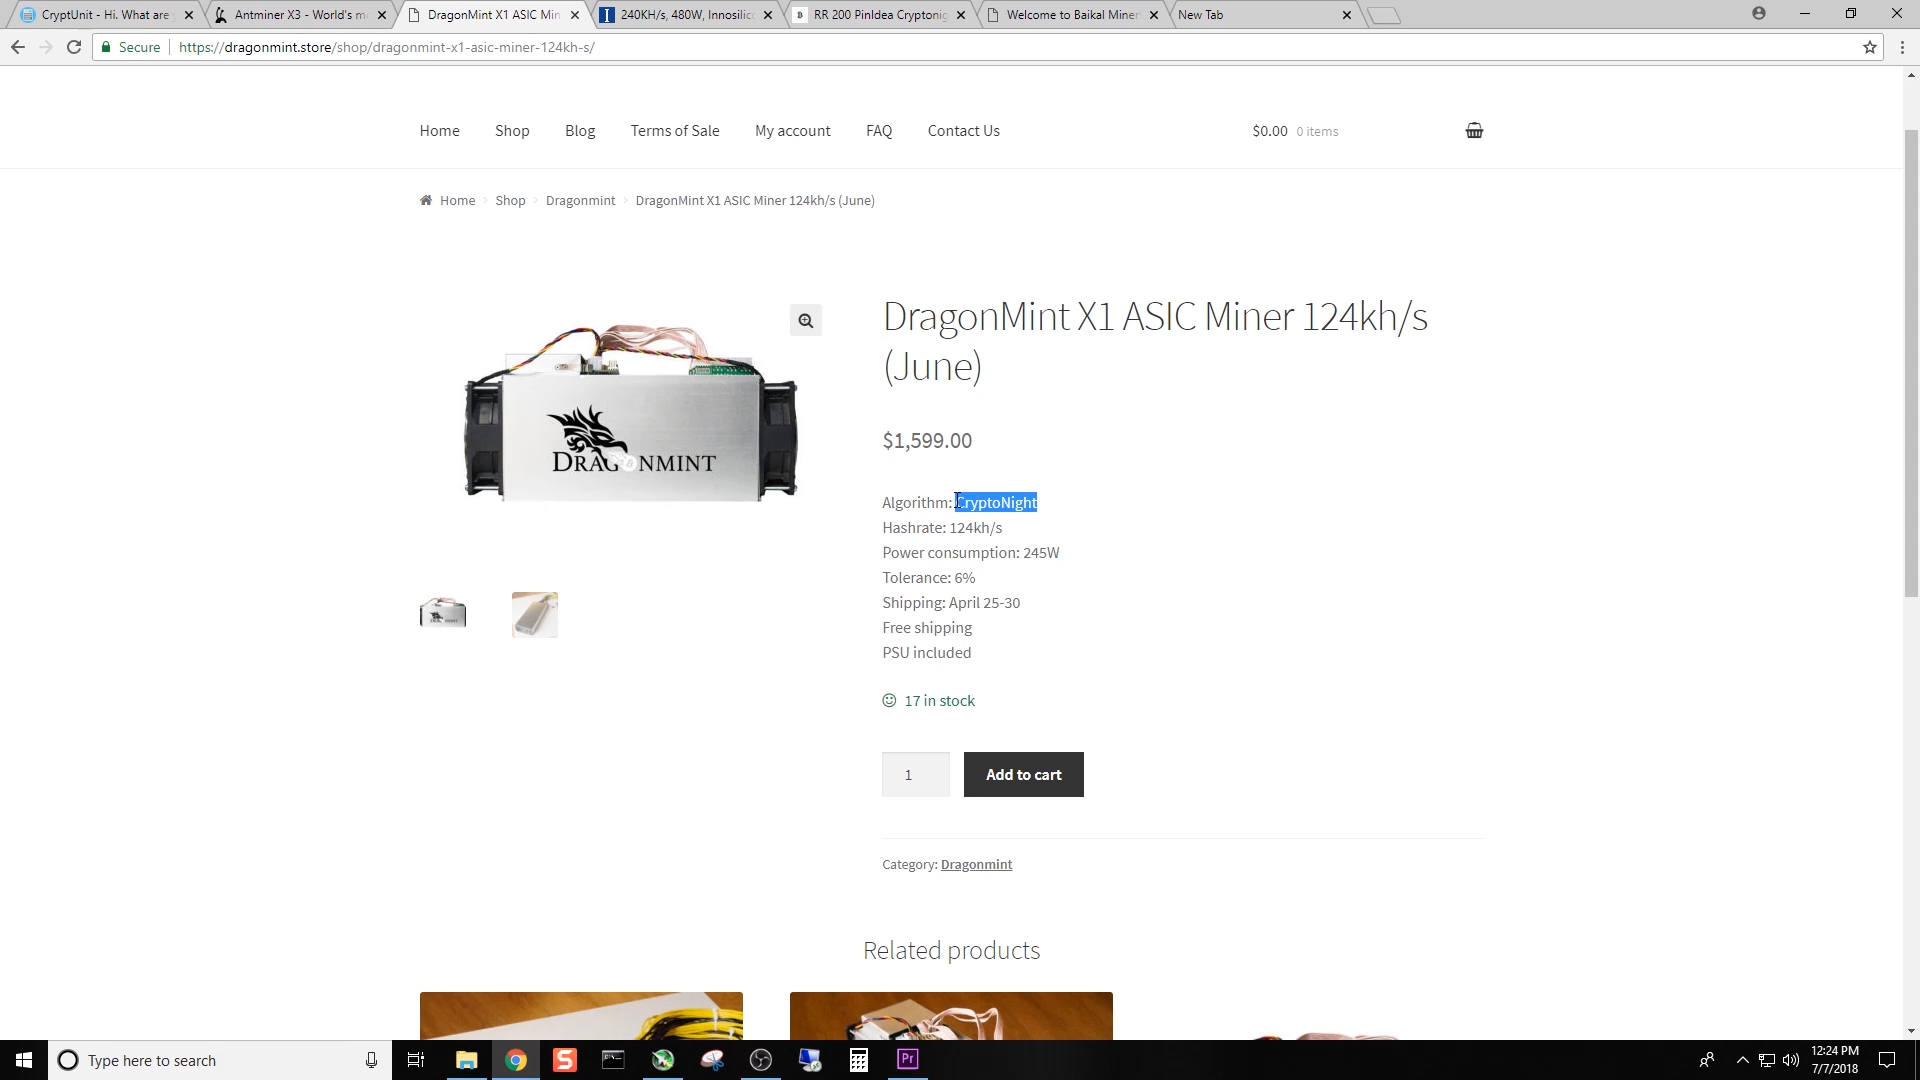 CryptUnit - Hi. What are
Antminer X3 - World's m
DragonMint X1 ASIC Min
240KH/s, 480W, Innosilic
RR 200 PinIdea Cryptonig
Welcome to Baikal Miner
New Tab
Secure
https://dragonmint.store/shop/dragonmint-x1-asic-miner-124kh-s/
Home
Shop
Blog
Terms of Sale
My account
FAQ
Contact Us
$0.00 0 items
Home
Shop
Dragonmint
DragonMint X1 ASIC Miner 124kh/s (June)
DRAGONMINT
DragonMint X1 ASIC Miner 124kh/s
(June)
$1,599.00
Algorithm: CryptoNight
Hashrate: 124kh/s
Power consumption: 245W
Tolerance: 6%
Shipping: April 25-30
Free shipping
PSU included
17 in stock
1
Add to cart
Category: Dragonmint
Related products
Type here to search
Pr
12:24 PM
7/7/2018